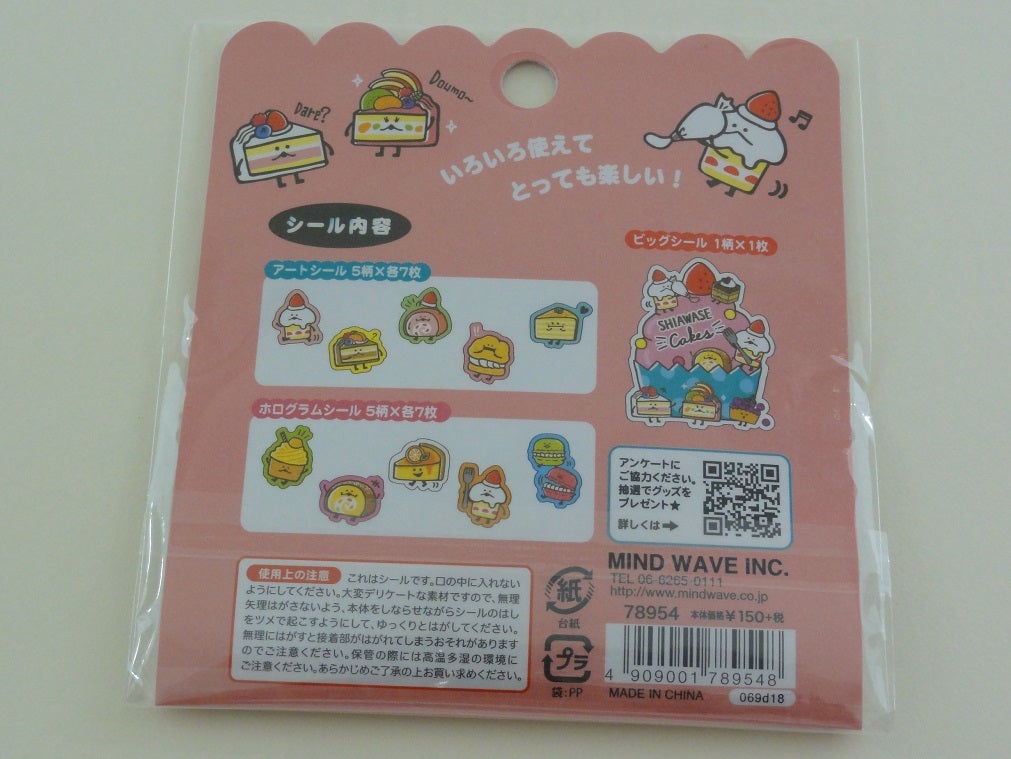 Dare?
Doumo~
いろいろ使えて
とっても楽しい！
シール内容
アートシール 5柄×各7枚
ホログラムシール 5柄×各7枚
ビッグシール 1柄×1枚
SHIAWASE
Cakes
アンケートに
ご協力ください。
抽選でグッズを
プレゼント★
詳しくは➡
使用上の注意 これはシールです。口の中に入れない
ようにしてください。大変デリケートな素材ですので、無理
矢理はがさないよう、本体をしならせながらシールのはし
をツメで起こすようにして、ゆっくりとはがしてください。
無理にはがすと接着部がはがれてしまうおそれがあります
のでご注意ください。保管の際には高温多湿の環境に
ご注意ください。あらかじめご了承の上お買い求めください。
紙
台紙
プラ
袋:PP
MIND WAVE INC.
TEL 06-6265-0111
http://www.mindwave.co.jp
78954 本体価格¥150+税
4 909001 789548
MADE IN CHINA 069d18